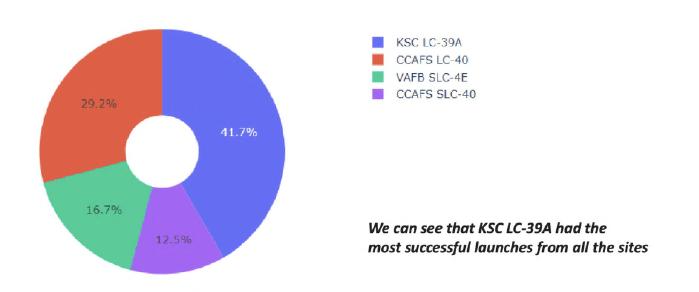 KSC LC-39A
CCAFS LC-40
VAFB SLC-4E
CCAFS SLC-40
29.2%
41.7%
16.7%
12.5%
We can see that KSC LC-39A had the
most successful launches from all the sites